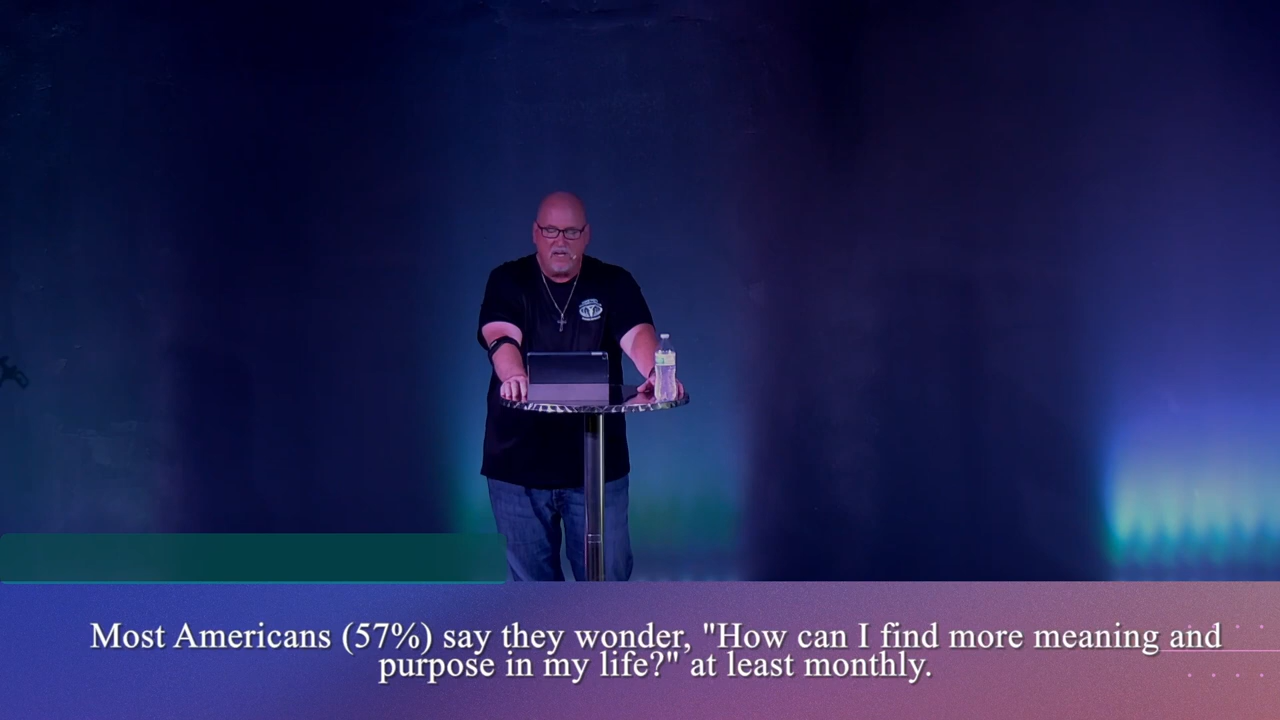 Most Americans (57%) say they wonder, "How can I find more meaning and
purpose in my life?" at least monthly.